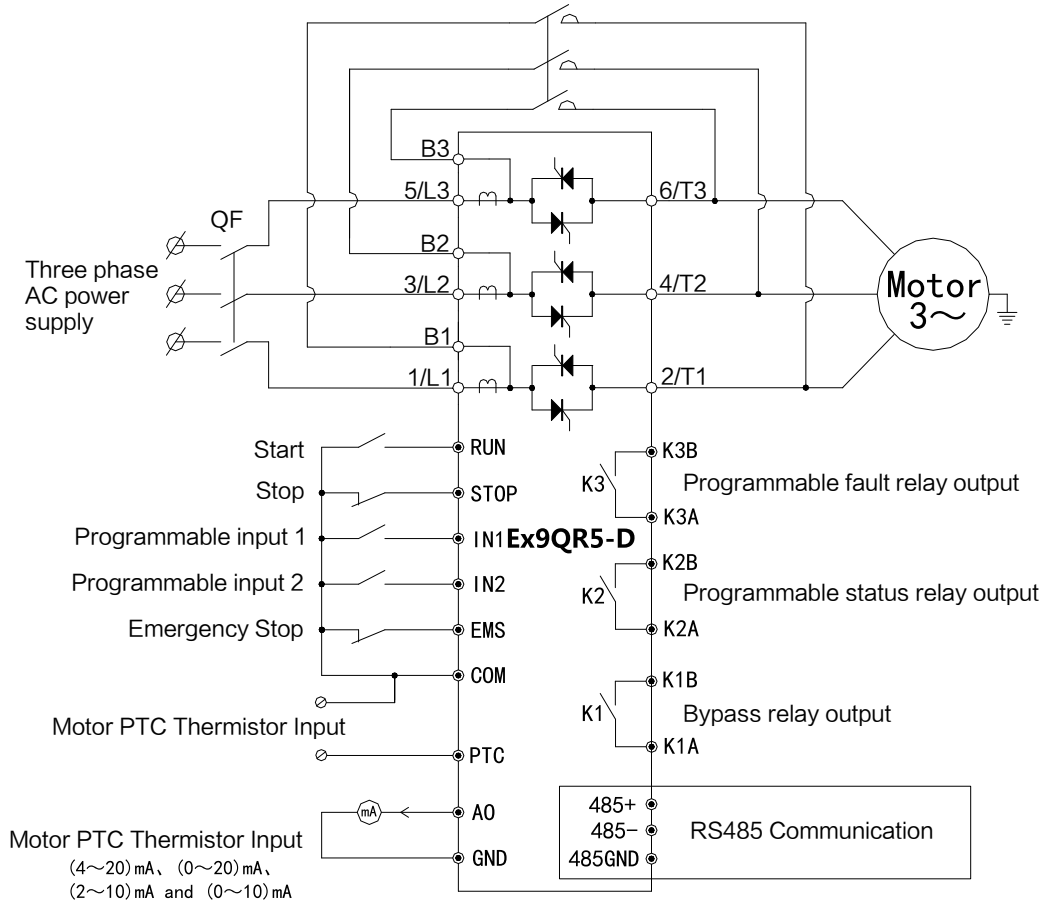 B3
5/L3
6/T3
QF
B2
Three phase
AC power
supply
3/L2
4/T2
Motor
3～
B1
1/L1
2/T1
Start
RUN
K3B
Stop
STOP
K3
Programmable fault relay output
K3A
Programmable input 1
IN1
Ex9QR5-D
K2B
Programmable input 2
IN2
K2
Programmable status relay output
Emergency Stop
EMS
K2A
COM
K1B
Motor PTC Thermistor Input
K1
Bypass relay output
PTC
K1A
mA
AO
485+
Motor PTC Thermistor Input
485-
RS485 Communication
GND
485GND
(4～20)mA、(0～20)mA、
(2～10)mA and (0～10)mA